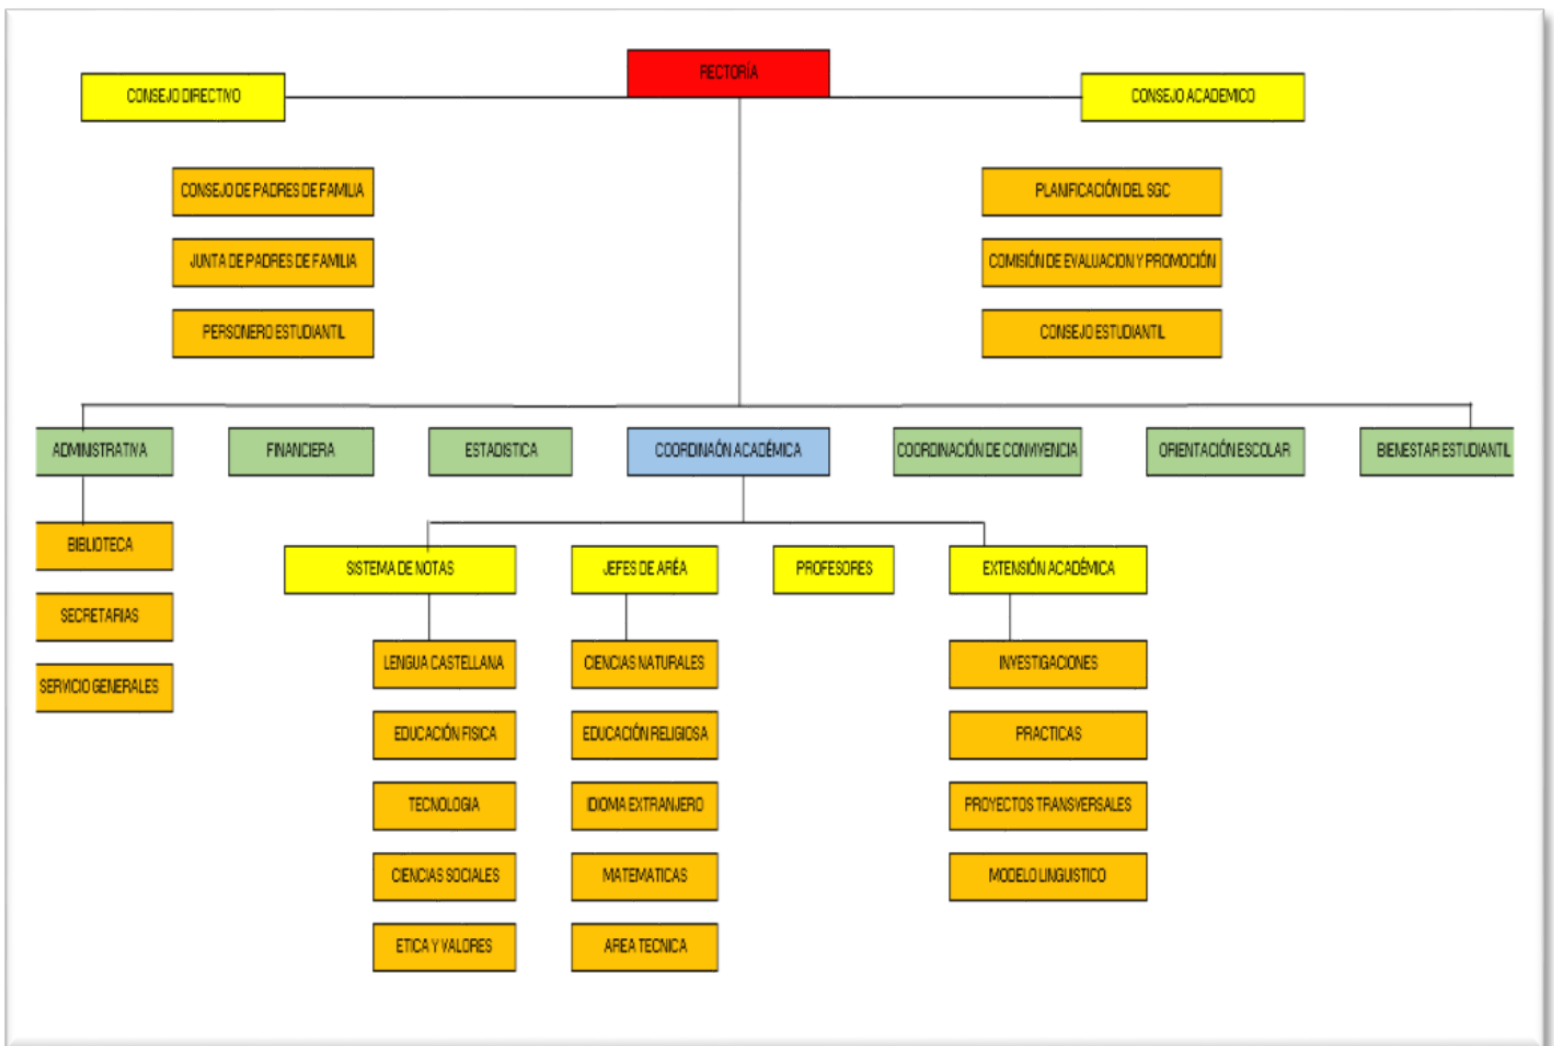 RECTORÍA
CONSEJO DIRECTIVO
CONSEJO ACADEMICO
CONSEJO DE PADRES DE FAMILIA
PLANIFICACIÓN DEL SGC
JUNTA DE PADRES DE FAMILIA
COMISIÓN DE EVALUACION Y PROMOCIÓN
PERSONERO ESTUDIANTIL
CONSEJO ESTUDIANTIL
ADMINISTRATIVA
FINANCIERA
ESTADISTICA
COORDINAÓN ACADÉMICA
COORDINACIÓN DE CONVIVENCIA
ORIENTACIÓN ESCOLAR
BIENESTAR ESTUDIANTIL
BIBLIOTECA
SISTEMA DE NOTAS
JEFES DE ARÉA
PROFESORES
EXTENSIÓN ACADÉMICA
SECRETARIAS
LENGUA CASTELLANA
CIENCIAS NATURALES
INVESTIGACIONES
SERVICIO GENERALES
EDUCACIÓN FISICA
EDUCACIÓN RELIGIOSA
PRACTICAS
TECNOLOGIA
IDIOMA EXTRANJERO
PROYECTOS TRANSVERSALES
CIENCIAS SOCIALES
MATEMATICAS
MODELO LINGUISTICO
ETICA Y VALORES
AREA TECNICA